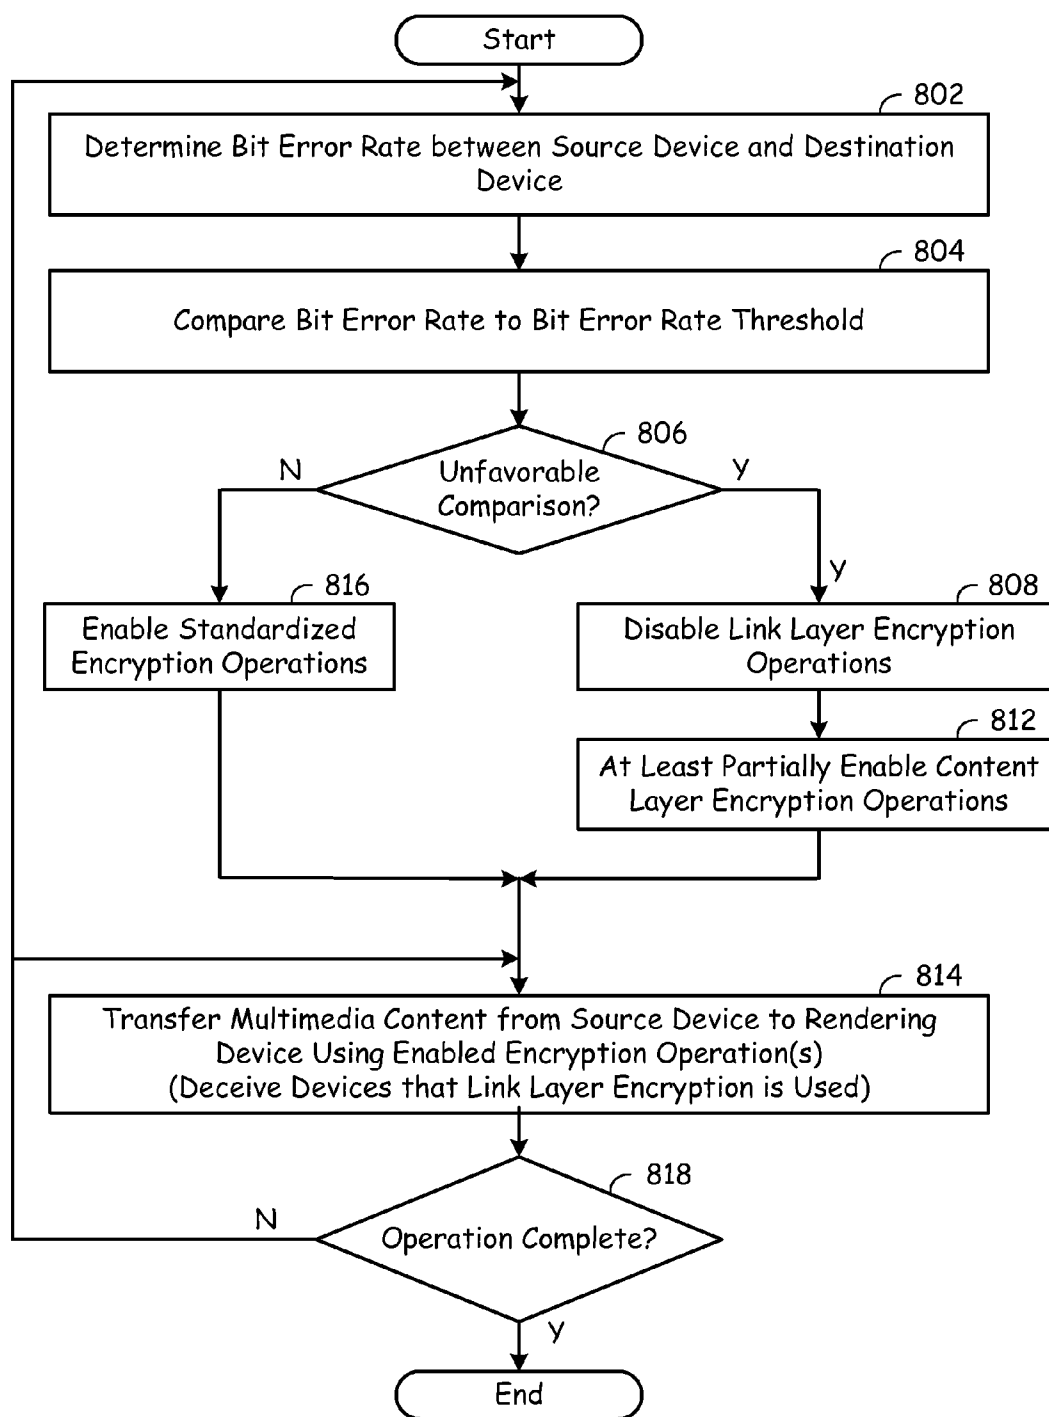 Start
802
Determine Bit Error Rate between Source Device and Destination
Device
804
Compare Bit Error Rate to Bit Error Rate Threshold
806
N
Unfavorable
Comparison?
Y
Y
816
Enable Standardized
Encryption Operations
808
Disable Link Layer Encryption
Operations
812
At Least Partially Enable Content
Layer Encryption Operations
814
Transfer Multimedia Content from Source Device to Rendering
Device Using Enabled Encryption Operation(s)
(Deceive Devices that Link Layer Encryption is Used)
818
N
Operation Complete?
Y
End